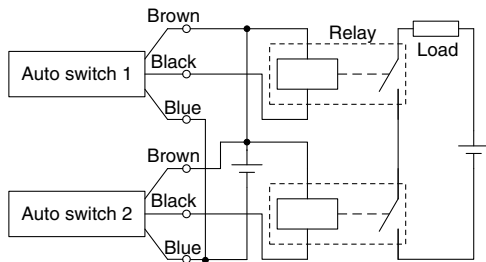 Brown
Relay
Auto switch 1
Black
Load
Blue
Brown
Auto switch 2
Black
Blue